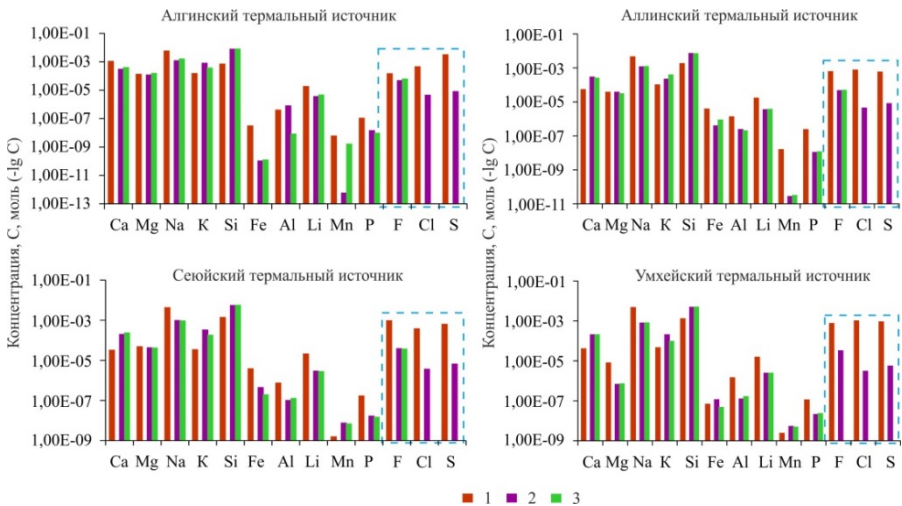 Алгинский термальный источник
Концентрация, С, моль (-lg C)
1,00E-01
1,00E-03
1,00E-05
1,00E-07
1,00E-09
1,00E-11
1,00E-13
Ca Mg Na K Si Fe Al Li Mn P F Cl S
Аллинский термальный источник
Концентрация, С, моль (-lg C)
1,00E-01
1,00E-03
1,00E-05
1,00E-07
1,00E-09
1,00E-11
Ca Mg Na K Si Fe Al Li Mn P F Cl S
Сеюйский термальный источник
1,00E-01
1,00E-03
1,00E-05
1,00E-07
1,00E-09
Ca Mg Na K Si Fe Al Li Mn P F Cl S
Умхейский термальный источник
1,00E-01
1,00E-03
1,00E-05
1,00E-07
1,00E-09
Ca Mg Na K Si Fe Al Li Mn P F Cl S
1 2 3